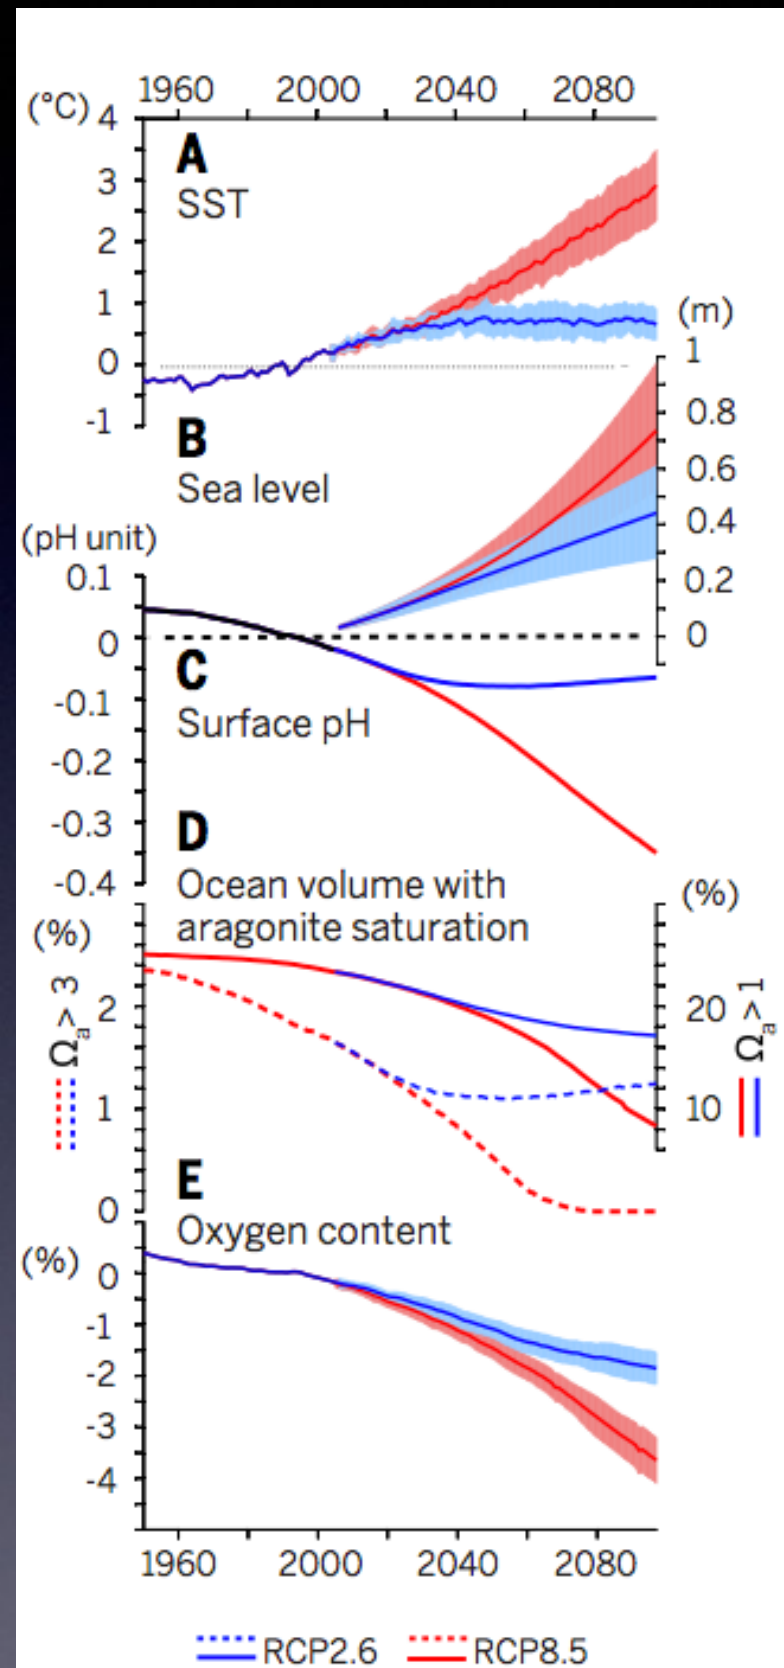 1960 2000 2040 2080
(°C) 4
A
3
SST
2
1
(m)
0
1
-1
B
0.8
Sea level
0.6
(pH unit)
0.4
0.1
0.2
0
0
C
-0.1
Surface pH
-0.2
-0.3
D
-0.4
Ocean volume with
(%)
(%)
aragonite saturation
Ωa > 3
2
20
Ωa > 1
1
10
E
0
Oxygen content
(%) 0
-1
-2
-3
-4
1960 2000 2040 2080
RCP2.6 RCP8.5